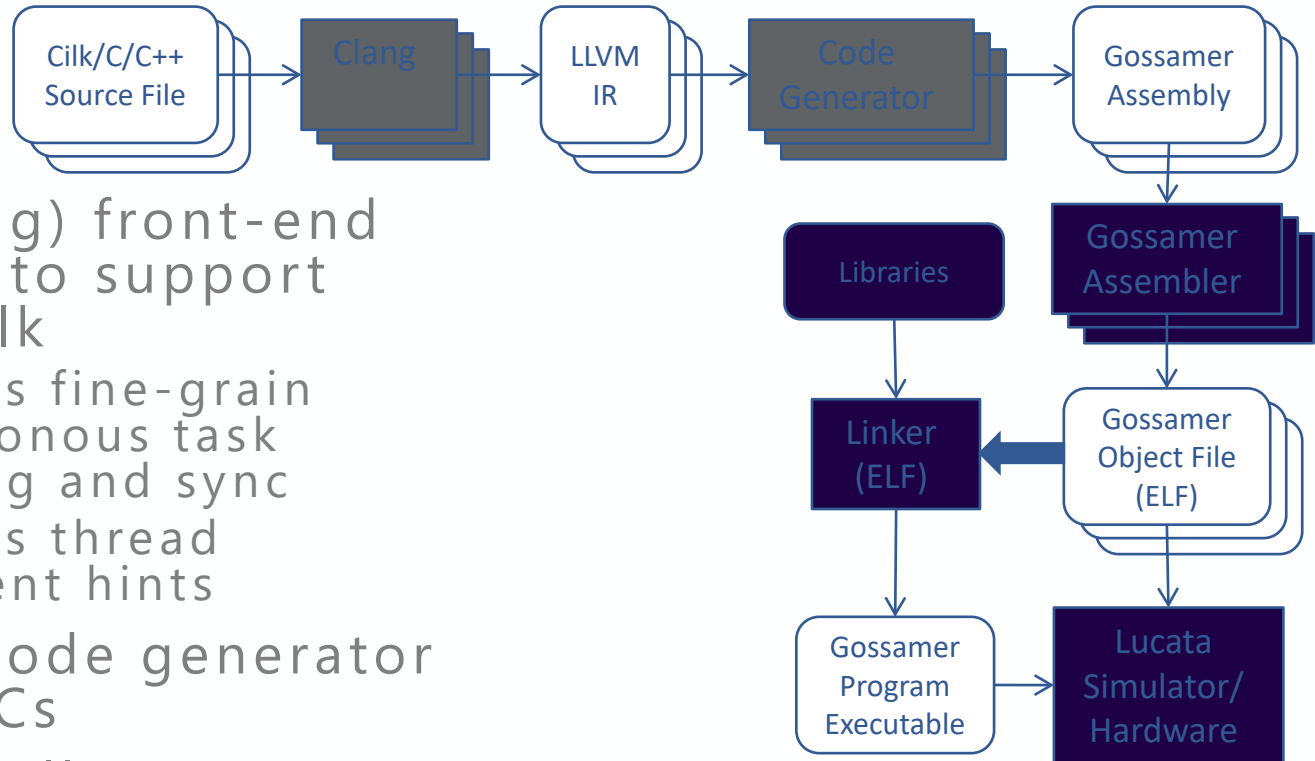 Cilk/C/C++
Source File
Clang
LLVM
IR
Code
Generator
Gossamer
Assembly
g) front-end
to support
lk
s fine-grain
onous task
g and sync
s thread
ent hints
ode generator
Cs
Libraries
Gossamer
Assembler
Linker
(ELF)
Gossamer
Object File
(ELF)
Gossamer
Program
Executable
Lucata
Simulator/
Hardware